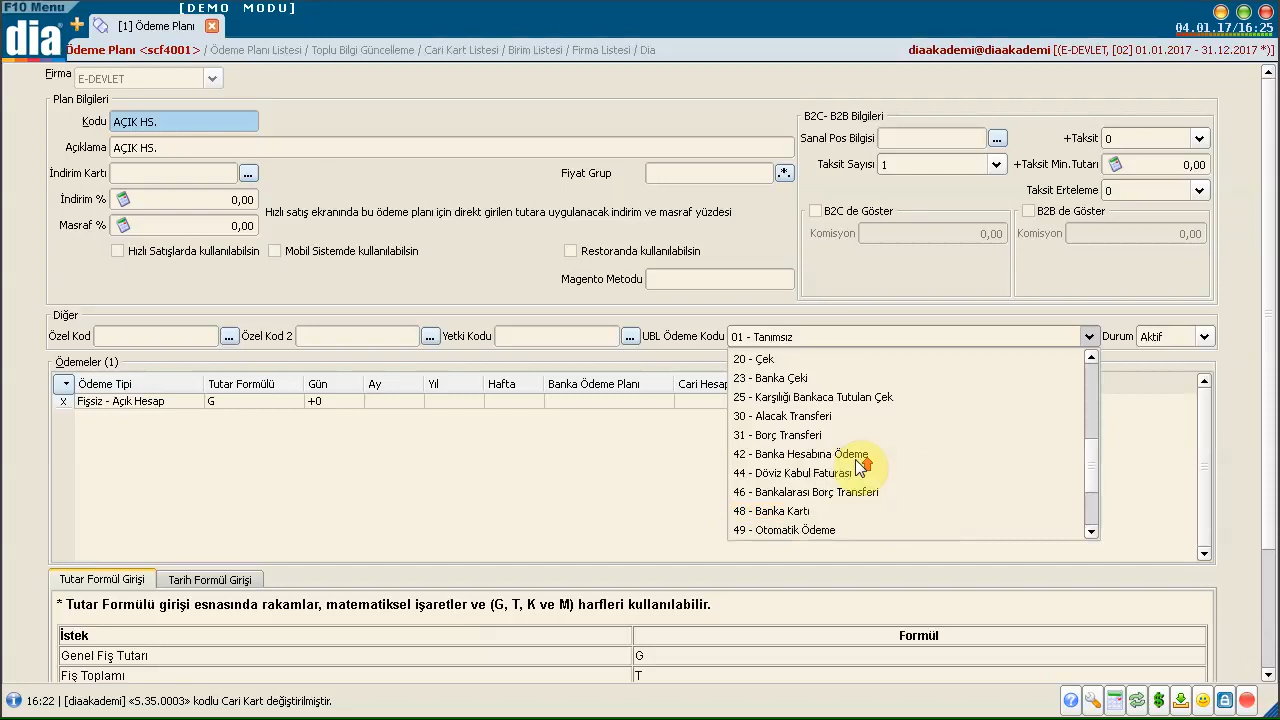 F10 Menu
[DEMO MODU]
dia
[1] Ödeme Planı
04.01.17/16:25
Ödeme Planı <scf4001> / Ödeme Planı Listesi / Toplu Bilgi Güncelleme / Cari Kart Listesi / Birim Listesi / Firma Listesi / Dia
diaakademi@diaakademi [(E-DEVLET, [02] 01.01.2017 - 31.12.2017 *)]
Firma E-DEVLET
Plan Bilgileri
Kodu AÇIK HS.
Açıklama AÇIK HS.
İndirim Kartı ...
Fiyat Grup .*.
İndirim % 0,00
Hızlı satış ekranında bu ödeme planı için direkt girilen tutara uygulanacak indirim ve masraf yüzdesi
Masraf % 0,00
Hızlı Satışlarda kullanılabilsin
Mobil Sistemde kullanılabilsin
Restoranda kullanılabilsin
Magento Metodu
B2C- B2B Bilgileri
Sanal Pos Bilgisi ...
+Taksit 0
Taksit Sayısı 1
+Taksit Min.Tutarı 0,00
Taksit Erteleme 0
B2C de Göster
B2B de Göster
Komisyon 0,00
Komisyon 0,00
Diğer
Özel Kod ... Özel Kod 2 ... Yetki Kodu ... UBL Ödeme Kodu 01 - Tanımsız Durum Aktif
20 - Çek
23 - Banka Çeki
25 - Karşılığı Bankaca Tutulan Çek
30 - Alacak Transferi
31 - Borç Transferi
42 - Banka Hesabına Ödeme
44 - Döviz Kabul Faturası
46 - Bankalarası Borç Transferi
48 - Banka Kartı
49 - Otomatik Ödeme
Ödemeler (1)
Ödeme Tipi Tutar Formülü Gün Ay Yıl Hafta Banka Ödeme Planı Cari Hesap
X Fişsiz - Açık Hesap G +0
Tutar Formül Girişi Tarih Formül Girişi
* Tutar Formülü girişi esnasında rakamlar, matematiksel işaretler ve (G, T, K ve M) harfleri kullanılabilir.
İstek Formül
Genel Fiş Tutarı G
Fiş Toplamı T
16:22 | [diaakademi] «S.35.0003» kodlu Cari Kart değiştirilmiştir.